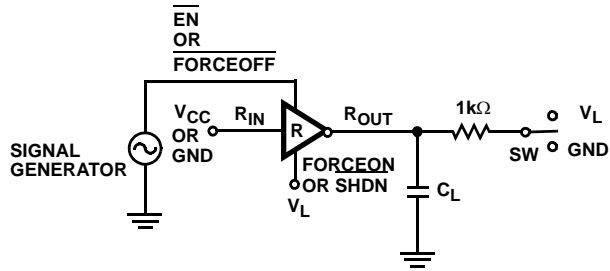 EN
OR
FORCEOFF
VCC
OR
GND
RIN
R
ROUT
1kΩ
VL
SW
GND
SIGNAL
GENERATOR
FORCEON
OR SHDN
VL
CL